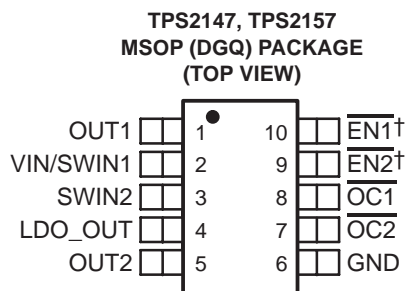 TPS2147, TPS2157
MSOP (DGQ) PACKAGE
(TOP VIEW)
OUT1 1 10 EN1†
VIN/SWIN1 2 9 EN2†
SWIN2 3 8 OC1
LDO_OUT 4 7 OC2
OUT2 5 6 GND